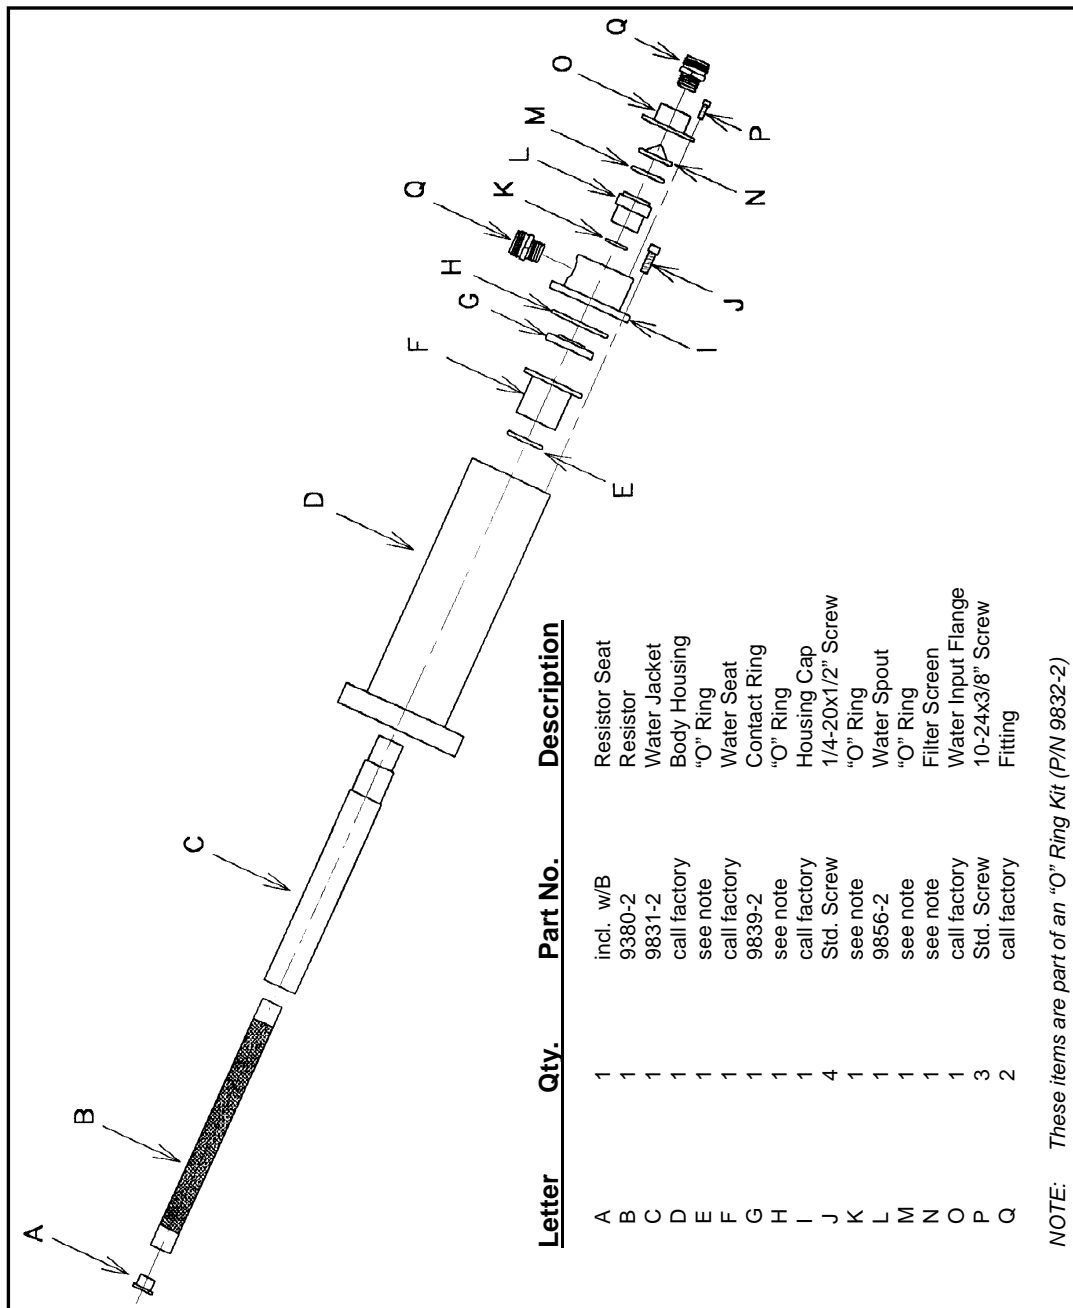 A
B
C
D
E
F
G
H
I
J
K
L
M
N
O
P
Q
Q
Letter Qty. Part No. Description
A 1 incl. w/B Resistor Seat
B 1 9380-2 Resistor
C 1 9831-2 Water Jacket
D 1 call factory Body Housing
E 1 see note “O” Ring
F 1 call factory Water Seat
G 1 9839-2 Contact Ring
H 1 see note “O” Ring
I 1 call factory Housing Cap
J 4 Std. Screw 1/4-20x1/2” Screw
K 1 see note “O” Ring
L 1 9856-2 Water Spout
M 1 see note “O” Ring
N 1 see note Filter Screen
O 1 call factory Water Input Flange
P 3 Std. Screw 10-24x3/8” Screw
Q 2 call factory Fitting
NOTE: These items are part of an “O” Ring Kit (P/N 9832-2)